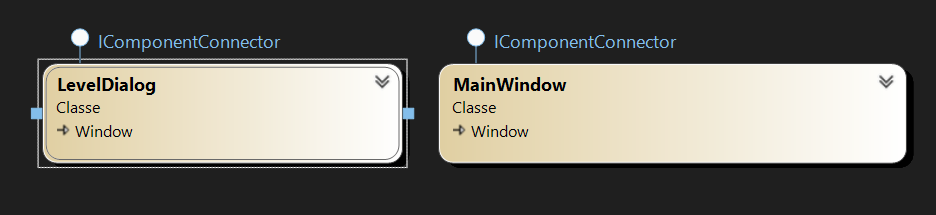 IComponentConnector
LevelDialog
Classe
Window
IComponentConnector
MainWindow
Classe
Window